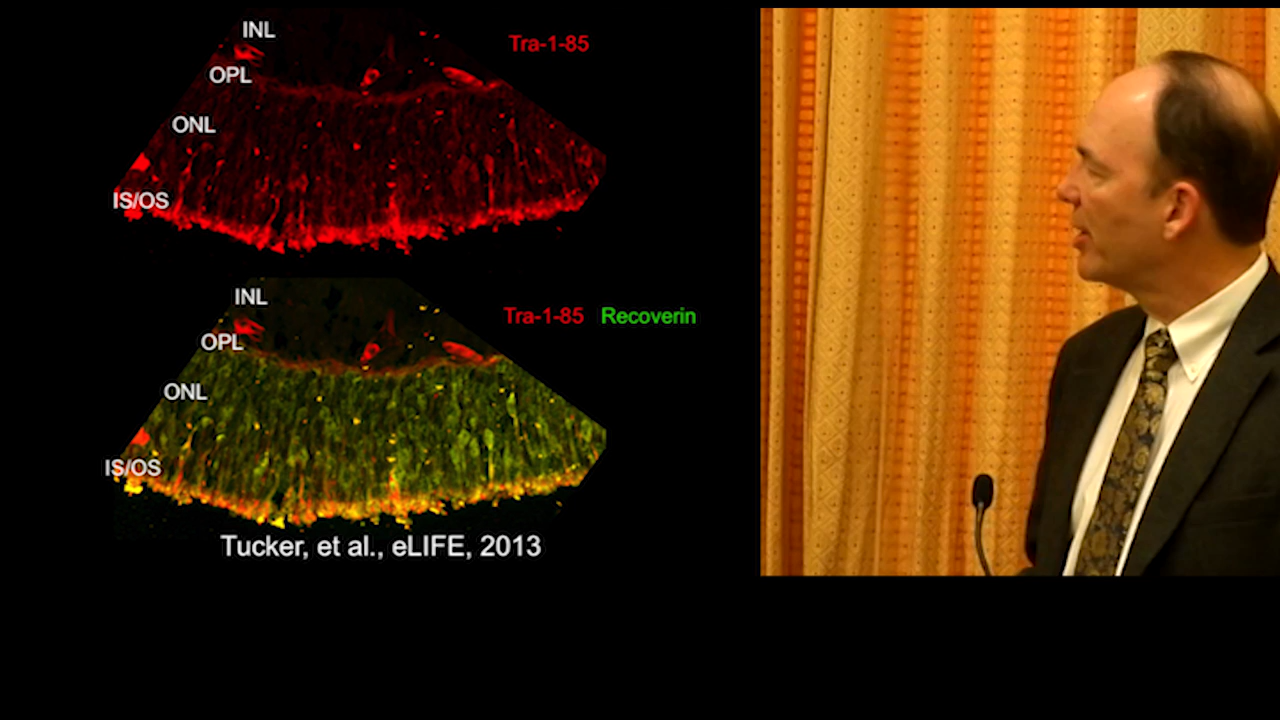 INL
Tra-1-85
OPL
ONL
IS/OS
INL
Tra-1-85 Recoverin
OPL
ONL
IS/OS
Tucker, et al., eLIFE, 2013